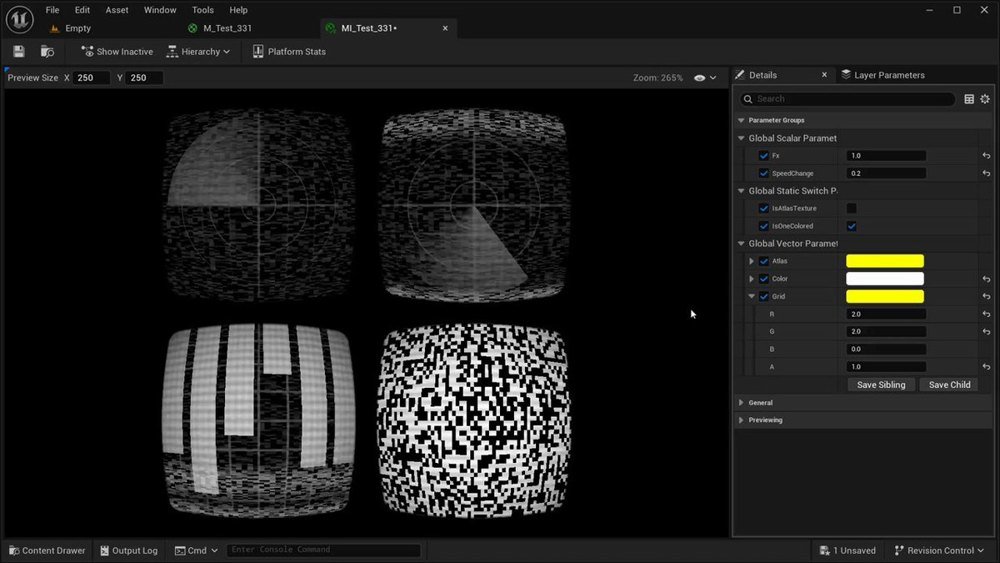 File Edit Asset Window Tools Help
Empty M_Test_331 MI_Test_331•
Show Inactive Hierarchy Platform Stats
Preview Size X 250 Y 250 Zoom: 265%
Details Layer Parameters
Search
Parameter Groups
Global Scalar Paramet
Fx 1.0
SpeedChange 0.2
Global Static Switch P
IsAtlasTexture
IsOneColored
Global Vector Paramet
Atlas
Color
Grid
R 2.0
G 2.0
B 0.0
A 1.0
Save Sibling Save Child
General
Previewing
Content Drawer Output Log Cmd Enter Console Command 1 Unsaved Revision Control